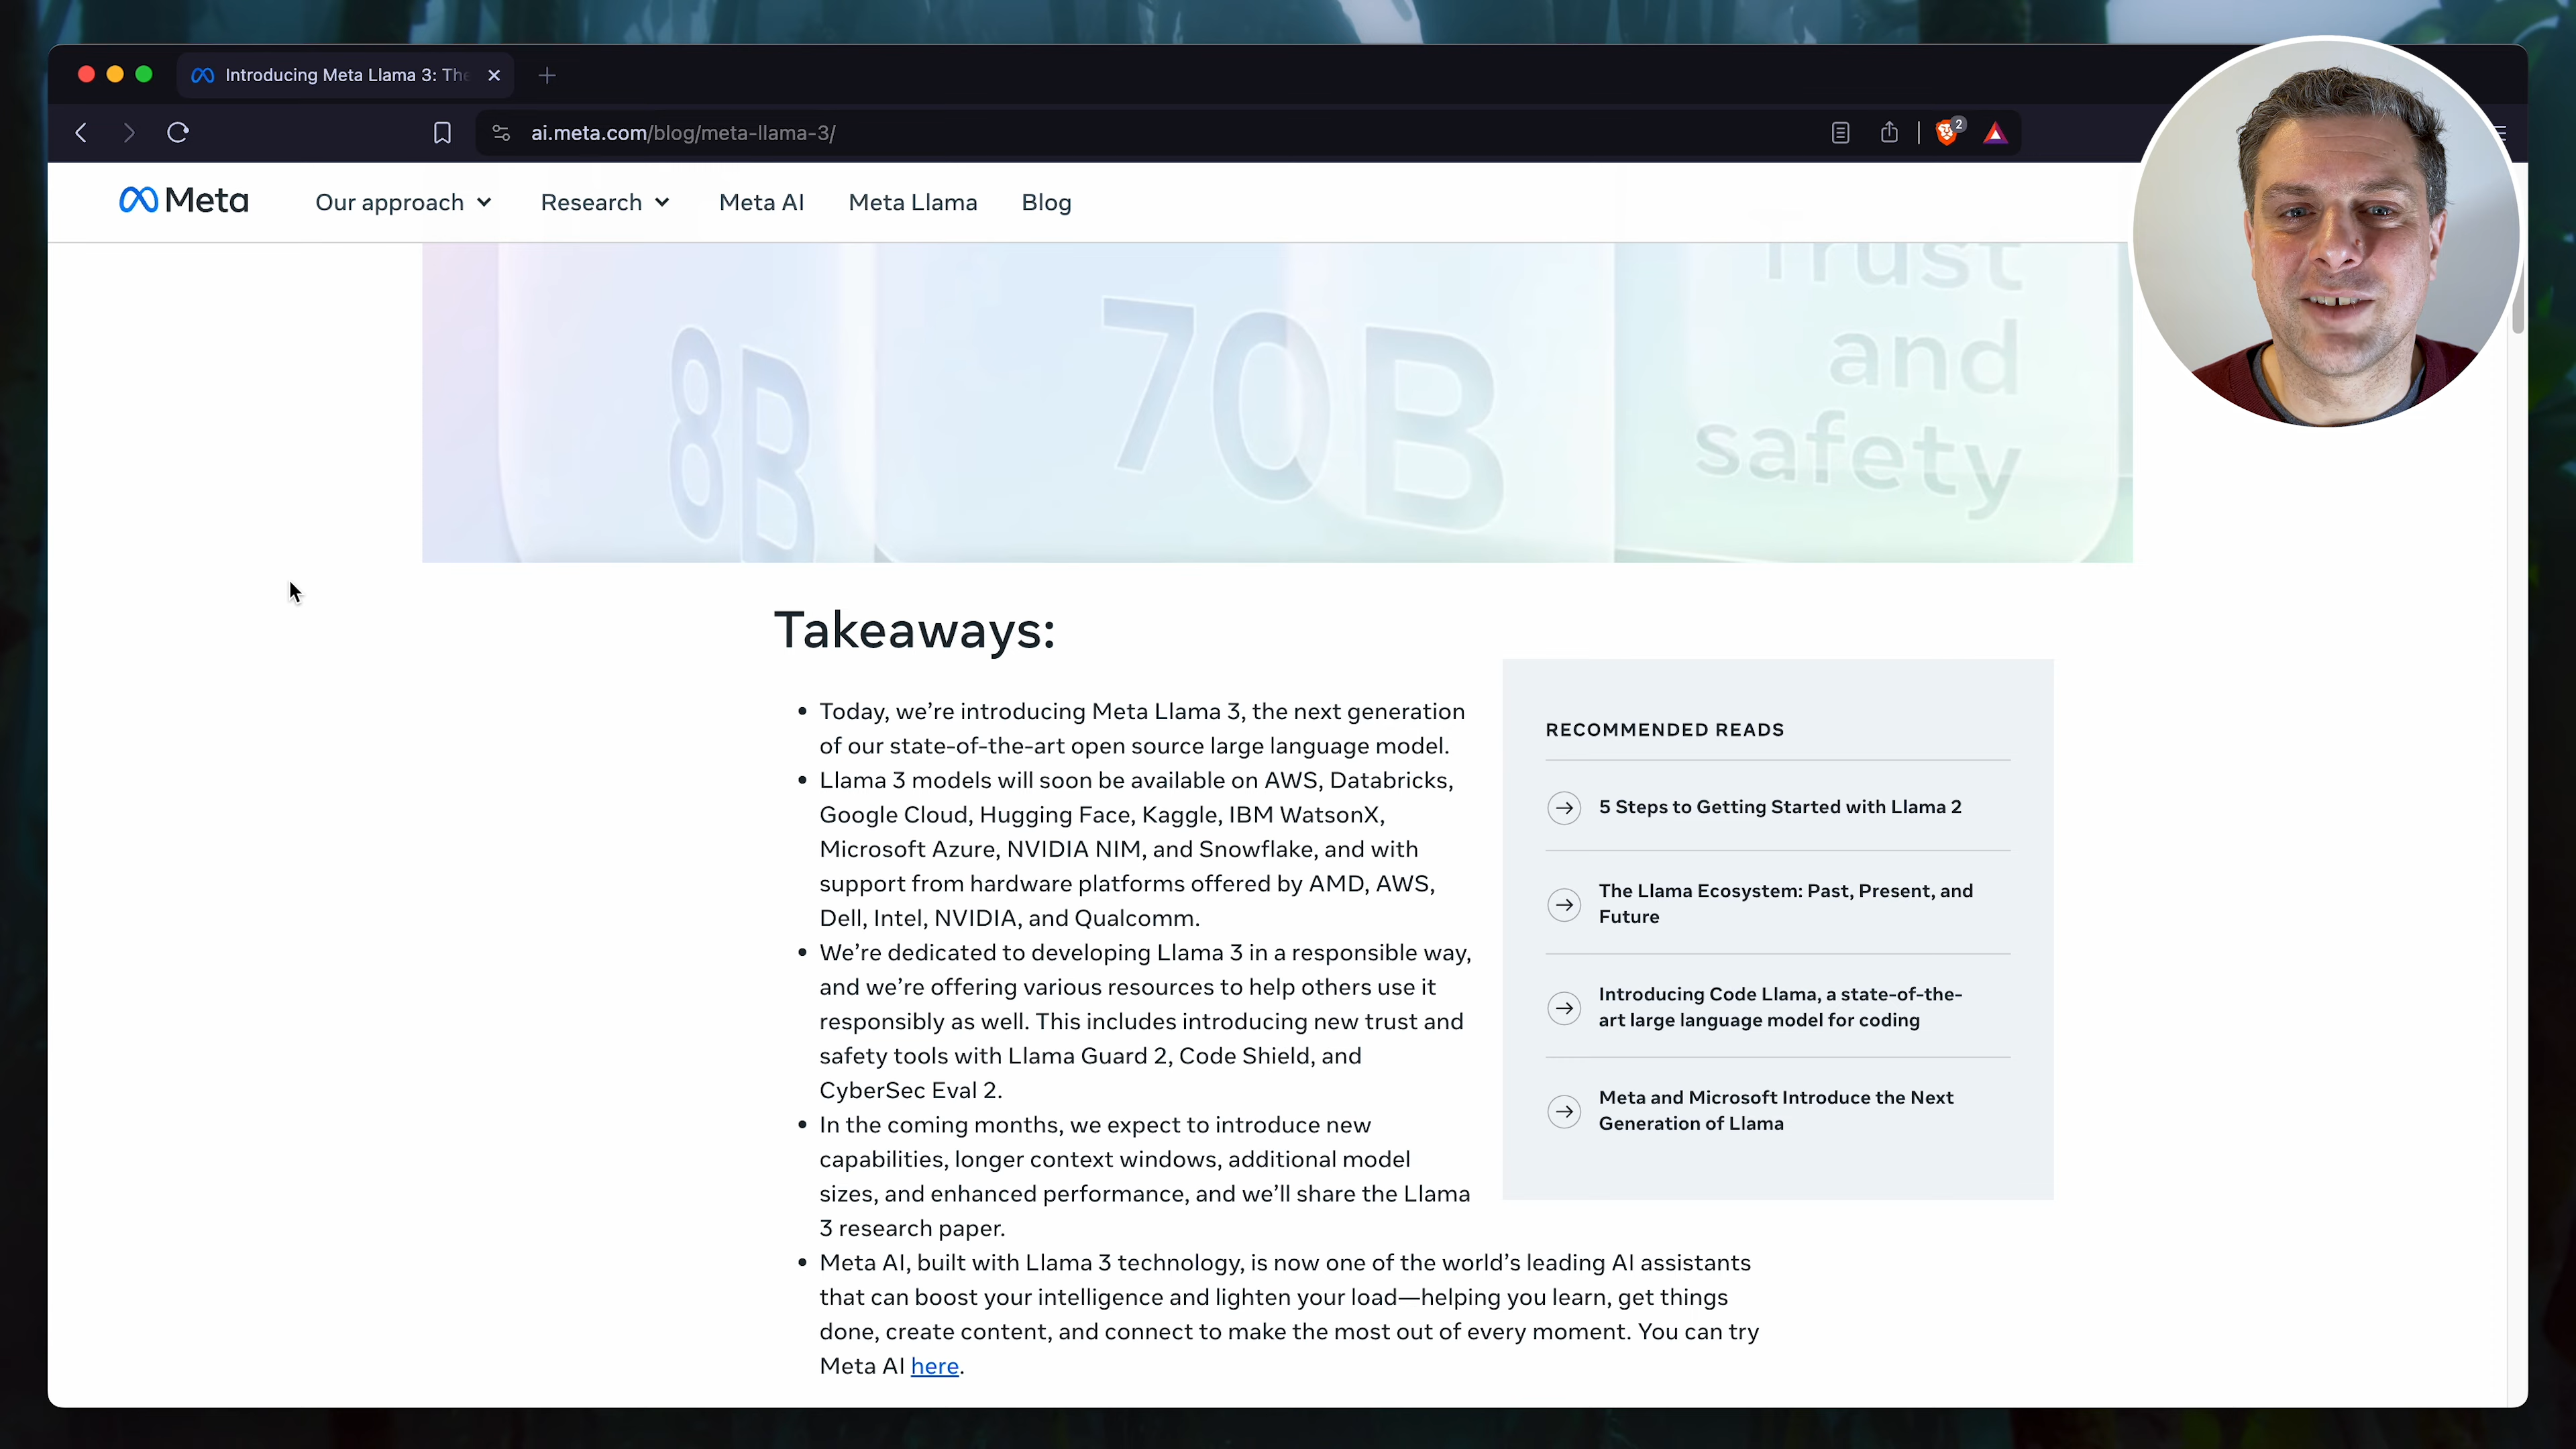 Introducing Meta Llama 3: The
ai.meta.com/blog/meta-llama-3/
2
Meta
Our approach
Research
Meta AI
Meta Llama
Blog
8B
70B
Trust
and
safety
Takeaways:
• Today, we’re introducing Meta Llama 3, the next generation
of our state-of-the-art open source large language model.
• Llama 3 models will soon be available on AWS, Databricks,
Google Cloud, Hugging Face, Kaggle, IBM WatsonX,
Microsoft Azure, NVIDIA NIM, and Snowflake, and with
support from hardware platforms offered by AMD, AWS,
Dell, Intel, NVIDIA, and Qualcomm.
• We’re dedicated to developing Llama 3 in a responsible way,
and we’re offering various resources to help others use it
responsibly as well. This includes introducing new trust and
safety tools with Llama Guard 2, Code Shield, and
CyberSec Eval 2.
• In the coming months, we expect to introduce new
capabilities, longer context windows, additional model
sizes, and enhanced performance, and we’ll share the Llama
3 research paper.
• Meta AI, built with Llama 3 technology, is now one of the world’s leading AI assistants
that can boost your intelligence and lighten your load—helping you learn, get things
done, create content, and connect to make the most out of every moment. You can try
Meta AI here.
RECOMMENDED READS
5 Steps to Getting Started with Llama 2
The Llama Ecosystem: Past, Present, and
Future
Introducing Code Llama, a state-of-the-
art large language model for coding
Meta and Microsoft Introduce the Next
Generation of Llama